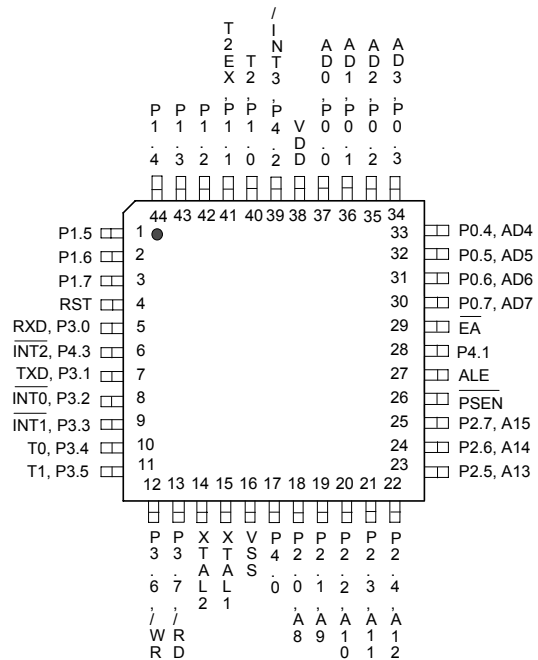 P1.4
P1.3
P1.2
T2EX,P1.1
T2,P1.0
/INT3,P4.2
VDD
AD0,P0.0
AD1,P0.1
AD2,P0.2
AD3,P0.3
44 43 42 41 40 39 38 37 36 35 34
P1.5 1
P1.6 2
P1.7 3
RST 4
RXD, P3.0 5
INT2, P4.3 6
TXD, P3.1 7
INT0, P3.2 8
INT1, P3.3 9
T0, P3.4 10
T1, P3.5 11
33 P0.4, AD4
32 P0.5, AD5
31 P0.6, AD6
30 P0.7, AD7
29 EA
28 P4.1
27 ALE
26 PSEN
25 P2.7, A15
24 P2.6, A14
23 P2.5, A13
12 13 14 15 16 17 18 19 20 21 22
P3.6,/WR
P3.7,/RD
XTAL2
XTAL1
VSS
P4.0
P2.0,A8
P2.1,A9
P2.2,A10
P2.3,A11
P2.4,A12